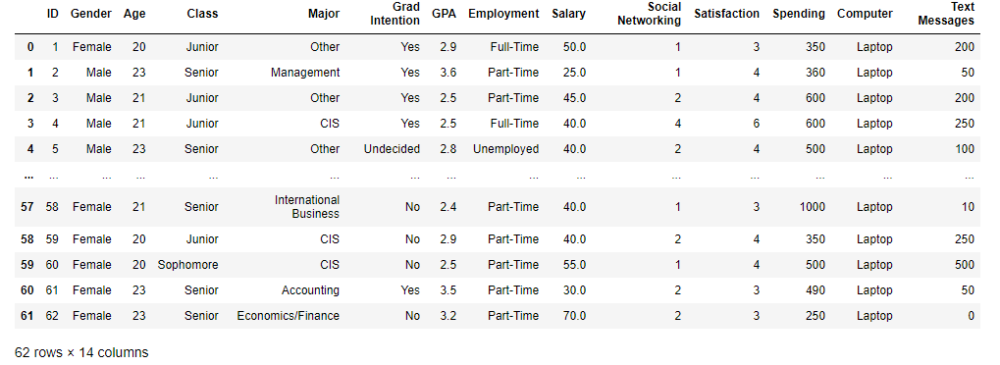 ID Gender Age Class Major Grad Intention GPA Employment Salary Social Networking Satisfaction Spending Computer Text Messages
0 1 Female 20 Junior Other Yes 2.9 Full-Time 50.0 1 3 350 Laptop 200
1 2 Male 23 Senior Management Yes 3.6 Part-Time 25.0 1 4 360 Laptop 50
2 3 Male 21 Junior Other Yes 2.5 Part-Time 45.0 2 4 600 Laptop 200
3 4 Male 21 Junior CIS Yes 2.5 Full-Time 40.0 4 6 600 Laptop 250
4 5 Male 23 Senior Other Undecided 2.8 Unemployed 40.0 2 4 500 Laptop 100
... ... ... ... ... ... ... ... ... ... ... ... ... ... ...
57 58 Female 21 Senior International Business No 2.4 Part-Time 40.0 1 3 1000 Laptop 10
58 59 Female 20 Junior CIS No 2.9 Part-Time 40.0 2 4 350 Laptop 250
59 60 Female 20 Sophomore CIS No 2.5 Part-Time 55.0 1 4 500 Laptop 500
60 61 Female 23 Senior Accounting Yes 3.5 Part-Time 30.0 2 3 490 Laptop 50
61 62 Female 23 Senior Economics/Finance No 3.2 Part-Time 70.0 2 3 250 Laptop 0
62 rows × 14 columns